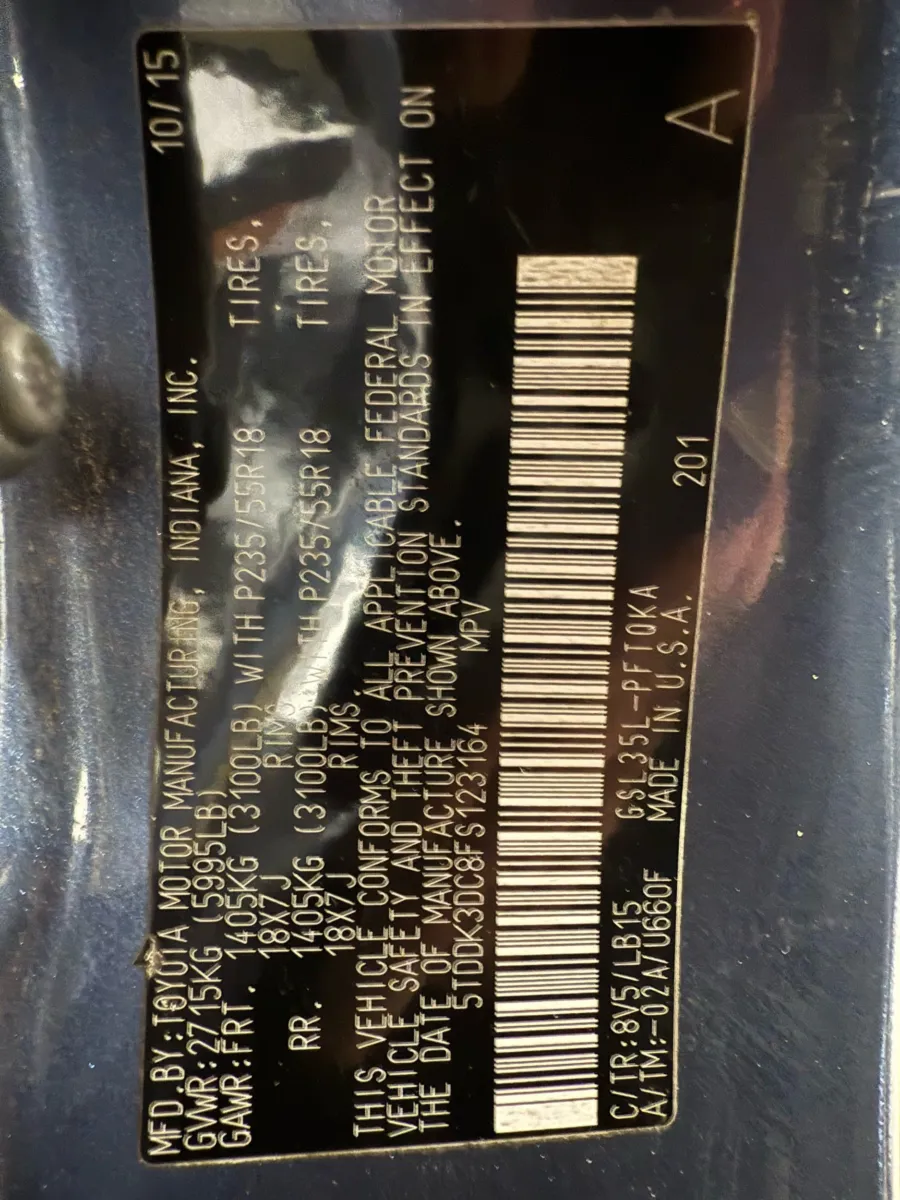 MFD.BY:TOYOTA MOTOR MANUFACTURING, INDIANA, INC. 10/15
GVWR:2715KG (5995LB)
GAWR:FRT. 1405KG (3100LB) WITH P235/55R18 TIRES,
18X7J RIMS
RR. 1405KG (3100LB) WITH P235/55R18 TIRES,
18X7J RIMS.
THIS VEHICLE CONFORMS TO ALL APPLICABLE FEDERAL MOTOR
VEHICLE SAFETY AND THEFT PREVENTION STANDARDS IN EFFECT ON
THE DATE OF MANUFACTURE SHOWN ABOVE.
5TDDK3DC8FS123164 MPV
C/TR:8V5/LB15 GSL35L-PFTOKA
A/TM:-02A/U660F MADE IN U.S.A. 201
A